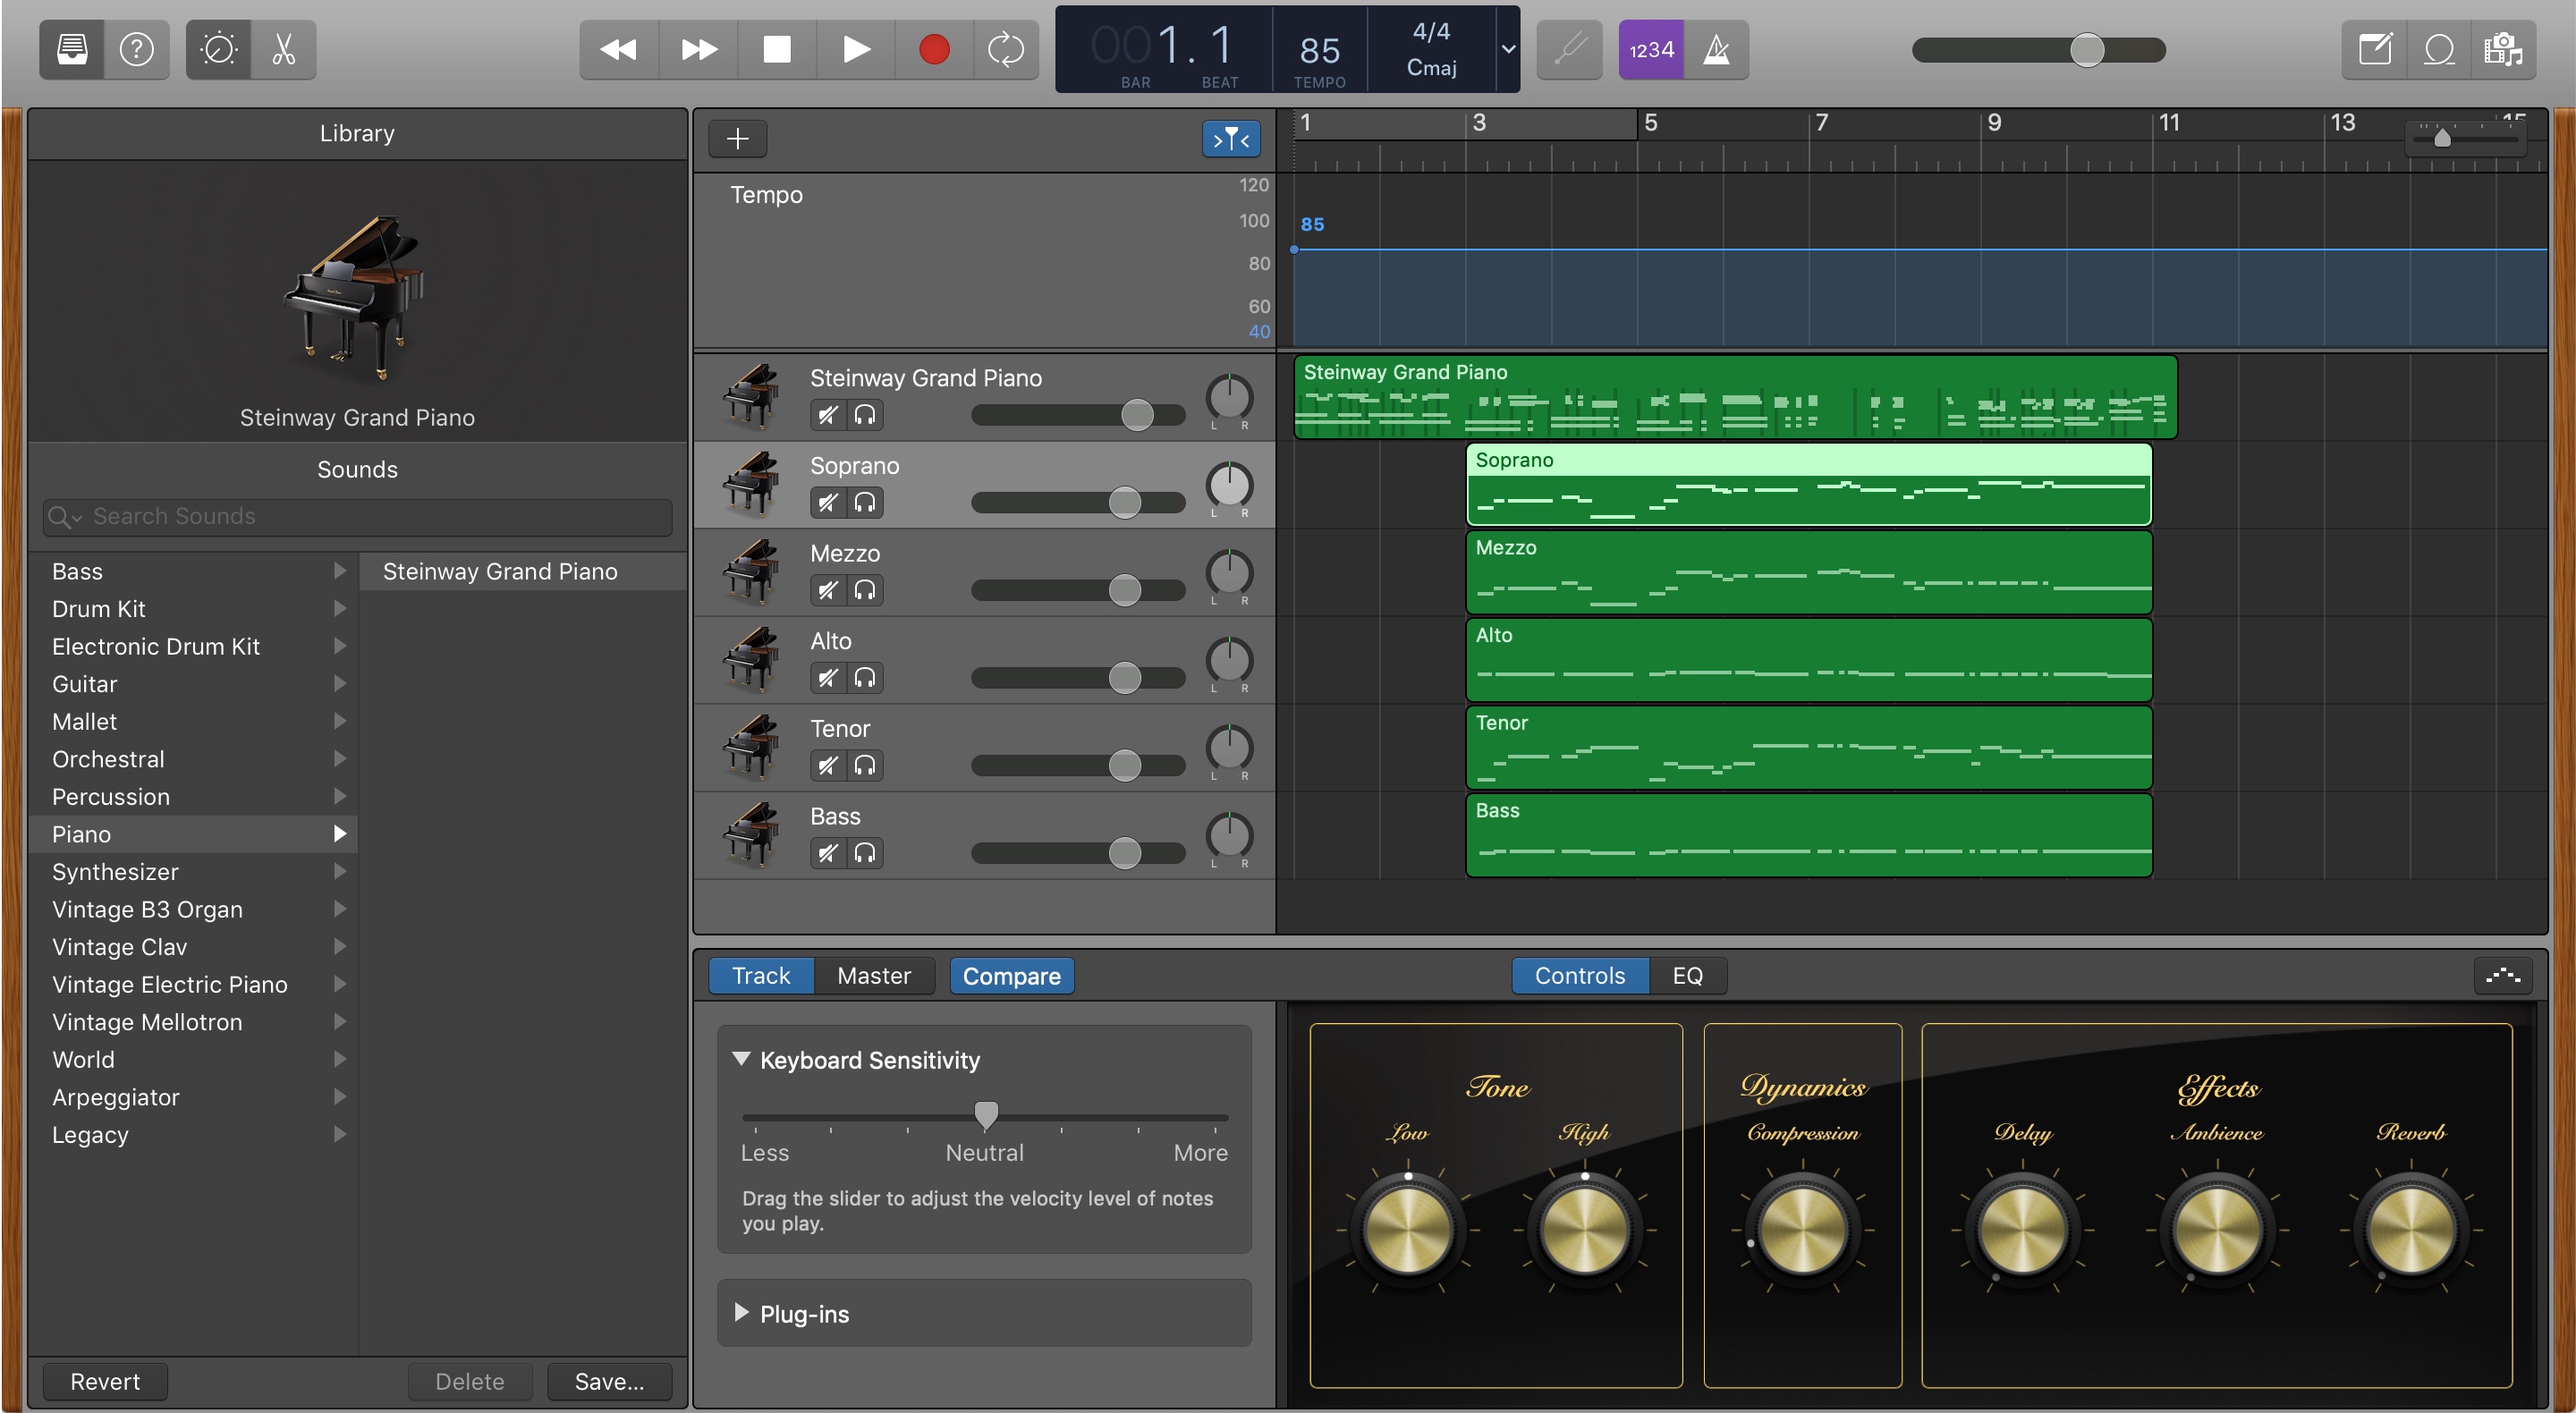 001. 1
BAR BEAT
85
TEMPO
4/4
Cmaj
1234
Library
Steinway Grand Piano
Sounds
Search Sounds
Bass
Drum Kit
Electronic Drum Kit
Guitar
Mallet
Orchestral
Percussion
Piano
Synthesizer
Vintage B3 Organ
Vintage Clav
Vintage Electric Piano
Vintage Mellotron
World
Arpeggiator
Legacy
Steinway Grand Piano
Revert
Delete
Save...
1 3 5 7 9 11 13 15
Tempo
120
100
80
60
40
85
Steinway Grand Piano
L R
Steinway Grand Piano
Soprano
L R
Soprano
Mezzo
L R
Mezzo
Alto
L R
Alto
Tenor
L R
Tenor
Bass
L R
Bass
Track Master Compare
Controls EQ
Keyboard Sensitivity
Less Neutral More
Drag the slider to adjust the velocity level of notes
you play.
Plug-ins
Tone
Low High
Dynamics
Compression
Effects
Delay Ambience Reverb